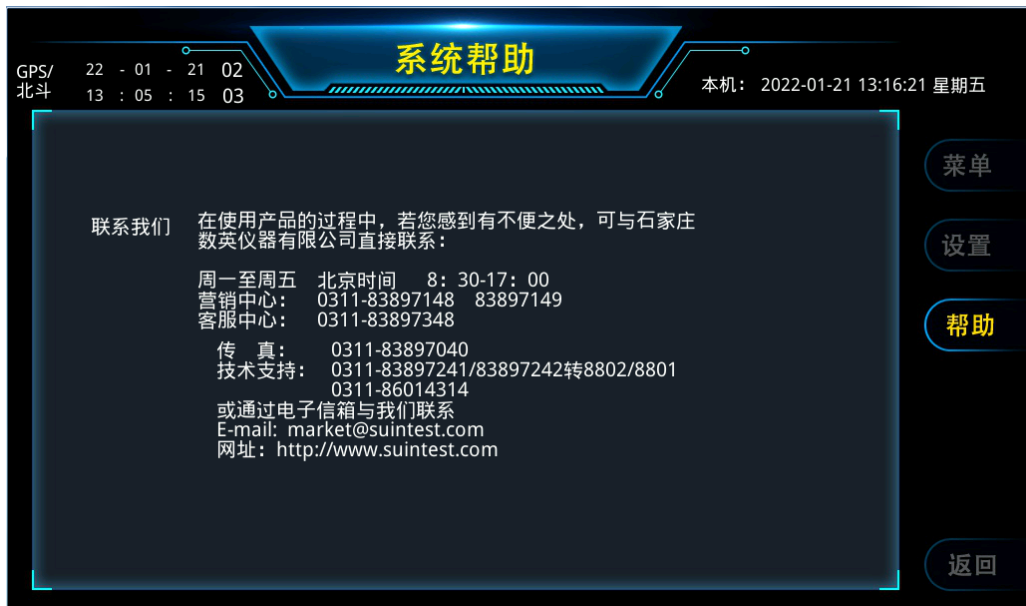 系统帮助
GPS/
北斗
22 - 01 - 21 02
13 : 05 : 15 03
本机： 2022-01-21 13:16:21 星期五
联系我们
在使用产品的过程中，若您感到有不便之处，可与石家庄
数英仪器有限公司直接联系：
周一至周五 北京时间 8：30-17：00
营销中心： 0311-83897148 83897149
客服中心： 0311-83897348
传 真： 0311-83897040
技术支持： 0311-83897241/83897242转8802/8801
0311-86014314
或通过电子信箱与我们联系
E-mail: market@suintest.com
网址：http://www.suintest.com
菜单
设置
帮助
返回